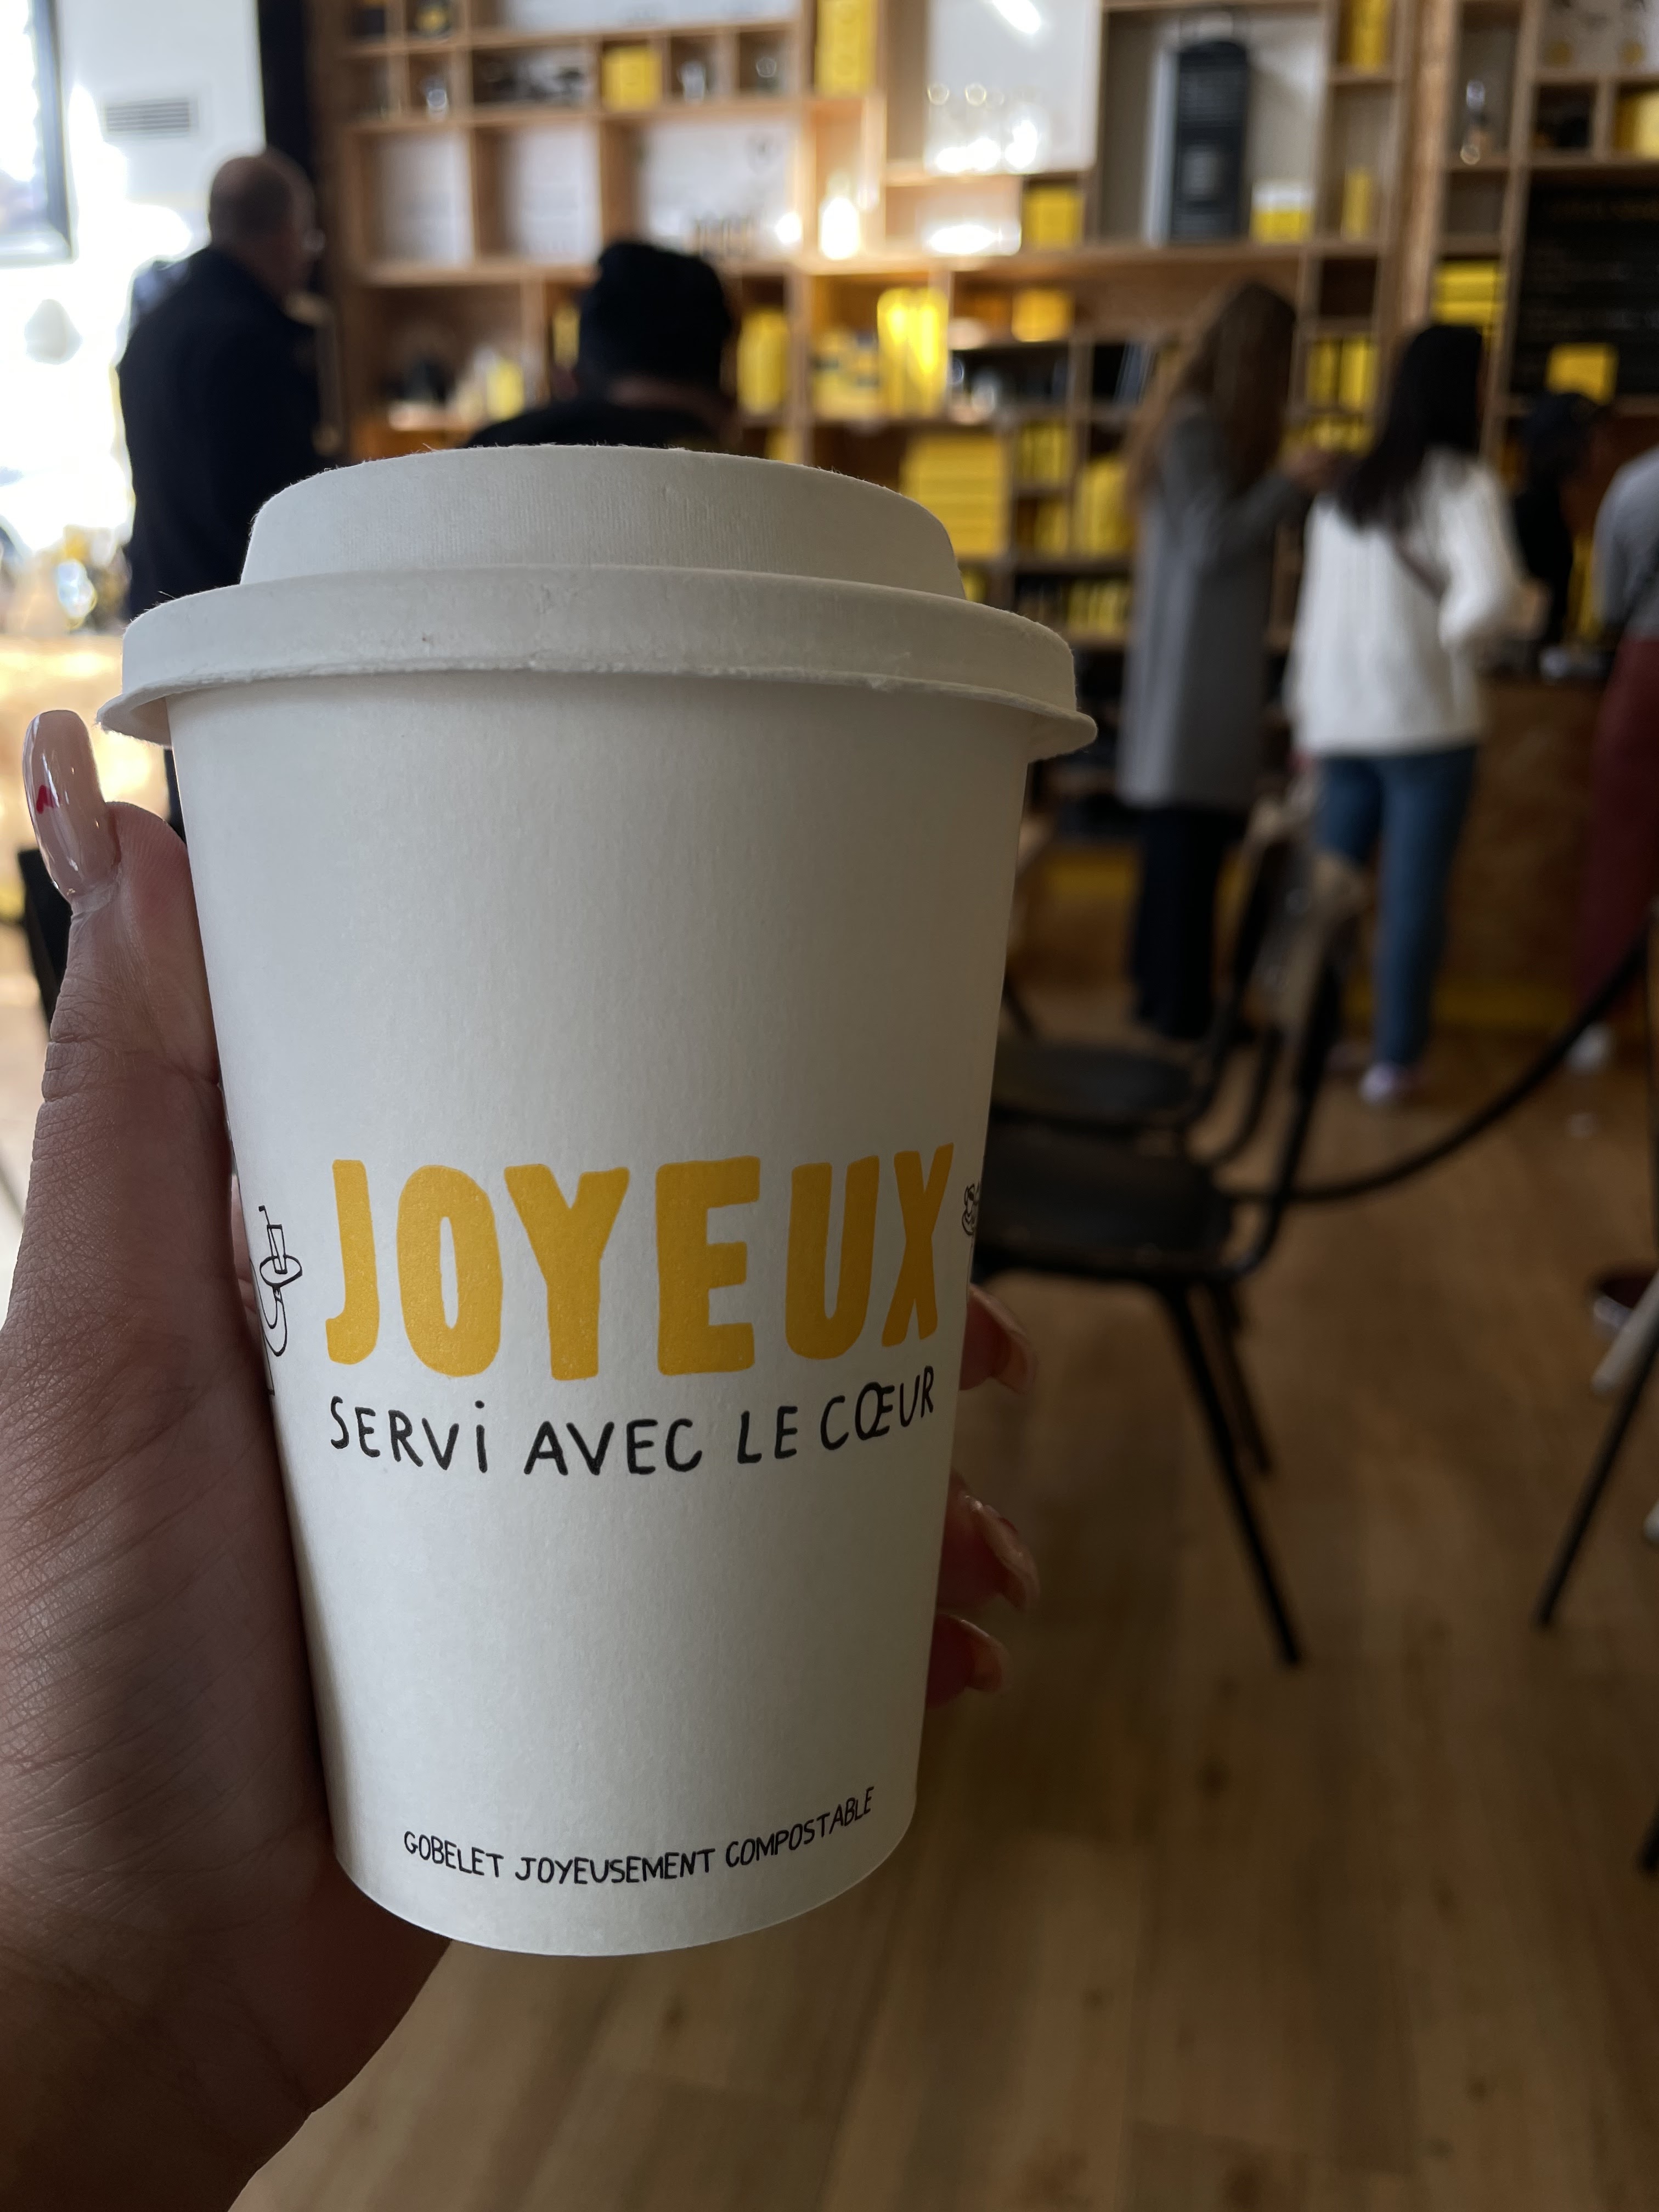 JOYEUX
SERVi AVEC LE CŒUR
GOBELET JOYEUSEMENT COMPOSTABLE